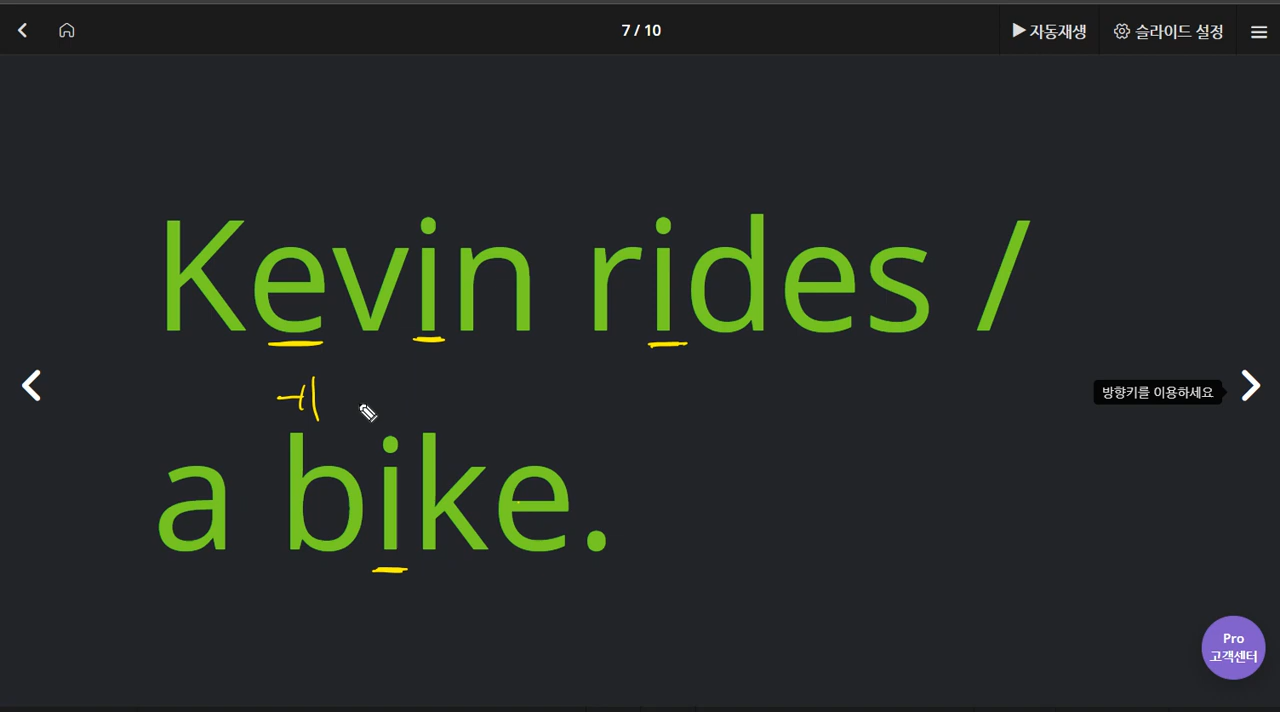 7 / 10
▶ 자동재생
슬라이드 설정
Kevin rides /
ㅔ
a bike.
방향키를 이용하세요
Pro
고객센터